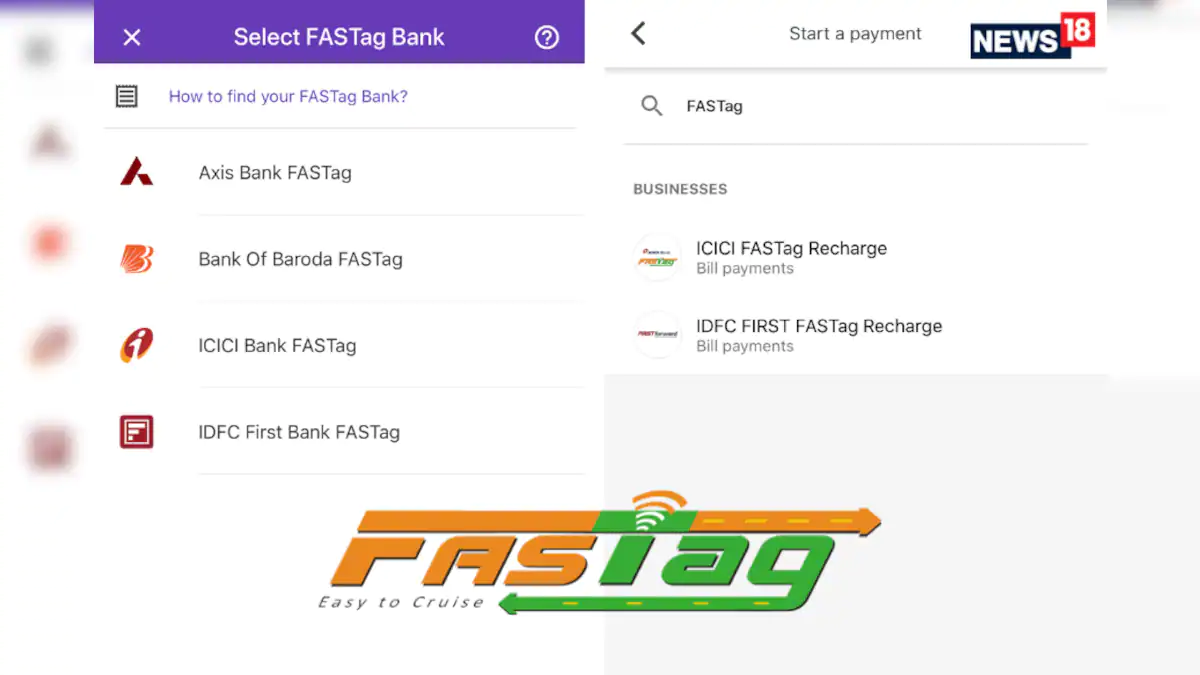 Select FASTag Bank
How to find your FASTag Bank?
Axis Bank FASTag
Bank Of Baroda FASTag
ICICI Bank FASTag
IDFC First Bank FASTag
Start a payment
NEWS 18
FASTag
BUSINESSES
ICICI FASTag Recharge
Bill payments
IDFC FIRST FASTag Recharge
Bill payments
FASTag
Easy to Cruise